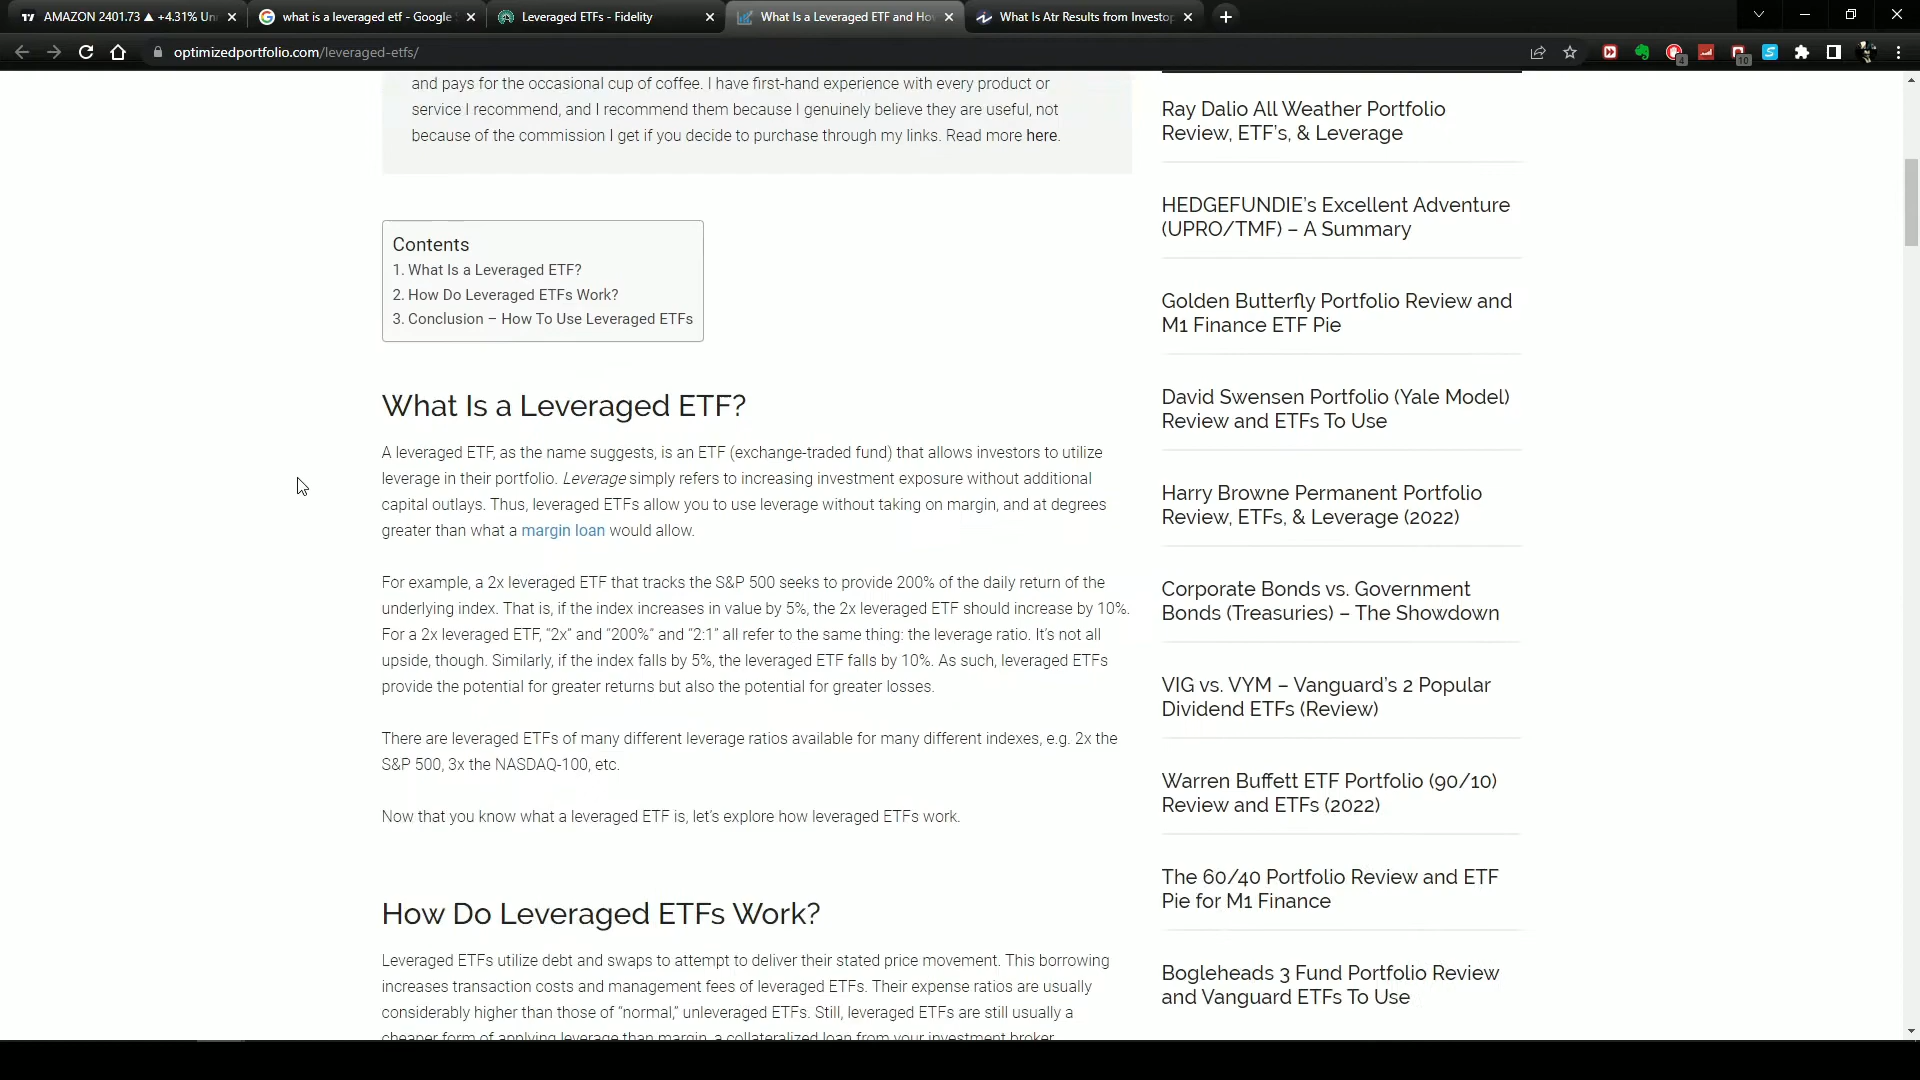 AMAZON 2401.73 ▲ +4.31% Un
what is a leveraged etf - Google
Leveraged ETFs - Fidelity
What Is a Leveraged ETF and Ho
What Is Atr Results from Investop
optimizedportfolio.com/leveraged-etfs/
4
10
and pays for the occasional cup of coffee. I have first-hand experience with every product or
service I recommend, and I recommend them because I genuinely believe they are useful, not
because of the commission I get if you decide to purchase through my links. Read more here.
Contents
1. What Is a Leveraged ETF?
2. How Do Leveraged ETFs Work?
3. Conclusion – How To Use Leveraged ETFs
What Is a Leveraged ETF?
A leveraged ETF, as the name suggests, is an ETF (exchange-traded fund) that allows investors to utilize
leverage in their portfolio. Leverage simply refers to increasing investment exposure without additional
capital outlays. Thus, leveraged ETFs allow you to use leverage without taking on margin, and at degrees
greater than what a margin loan would allow.
For example, a 2x leveraged ETF that tracks the S&P 500 seeks to provide 200% of the daily return of the
underlying index. That is, if the index increases in value by 5%, the 2x leveraged ETF should increase by 10%.
For a 2x leveraged ETF, “2x” and “200%” and “2:1” all refer to the same thing: the leverage ratio. It’s not all
upside, though. Similarly, if the index falls by 5%, the leveraged ETF falls by 10%. As such, leveraged ETFs
provide the potential for greater returns but also the potential for greater losses.
There are leveraged ETFs of many different leverage ratios available for many different indexes, e.g. 2x the
S&P 500, 3x the NASDAQ-100, etc.
Now that you know what a leveraged ETF is, let’s explore how leveraged ETFs work.
How Do Leveraged ETFs Work?
Leveraged ETFs utilize debt and swaps to attempt to deliver their stated price movement. This borrowing
increases transaction costs and management fees of leveraged ETFs. Their expense ratios are usually
considerably higher than those of “normal,” unleveraged ETFs. Still, leveraged ETFs are still usually a
cheaper form of applying leverage than margin, a collateralized loan from your investment broker.
Ray Dalio All Weather Portfolio
Review, ETF’s, & Leverage
HEDGEFUNDIE’s Excellent Adventure
(UPRO/TMF) – A Summary
Golden Butterfly Portfolio Review and
M1 Finance ETF Pie
David Swensen Portfolio (Yale Model)
Review and ETFs To Use
Harry Browne Permanent Portfolio
Review, ETFs, & Leverage (2022)
Corporate Bonds vs. Government
Bonds (Treasuries) – The Showdown
VIG vs. VYM – Vanguard’s 2 Popular
Dividend ETFs (Review)
Warren Buffett ETF Portfolio (90/10)
Review and ETFs (2022)
The 60/40 Portfolio Review and ETF
Pie for M1 Finance
Bogleheads 3 Fund Portfolio Review
and Vanguard ETFs To Use